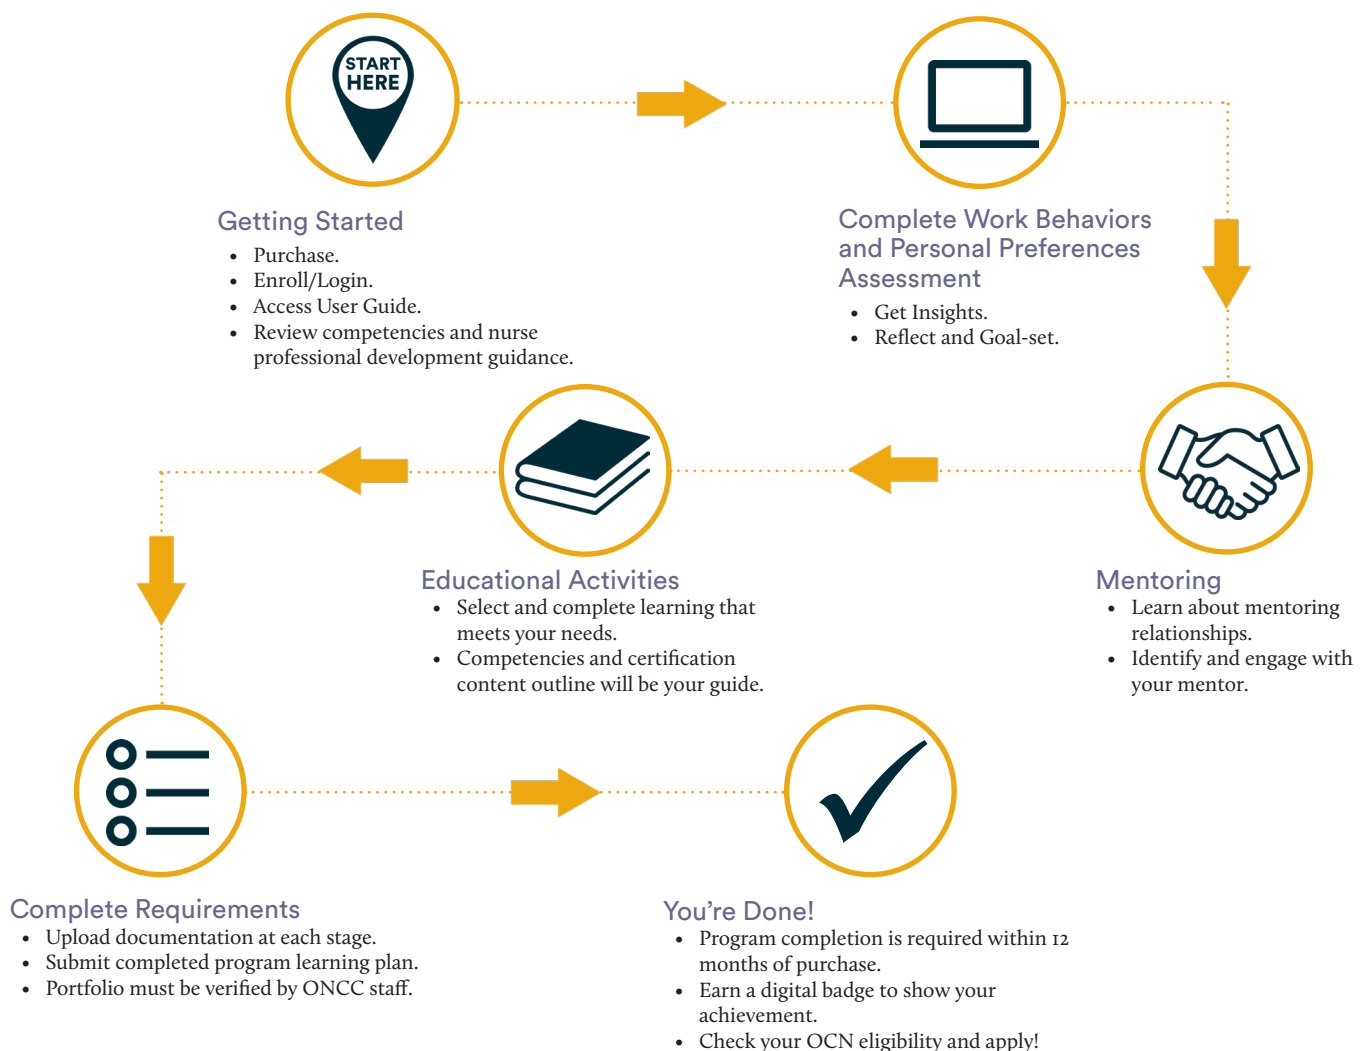 START
HERE
Getting Started
• Purchase.
• Enroll/Login.
• Access User Guide.
• Review competencies and nurse
professional development guidance.
Complete Work Behaviors
and Personal Preferences
Assessment
• Get Insights.
• Reflect and Goal-set.
Mentoring
• Learn about mentoring
relationships.
• Identify and engage with
your mentor.
Educational Activities
• Select and complete learning that
meets your needs.
• Competencies and certification
content outline will be your guide.
Complete Requirements
• Upload documentation at each stage.
• Submit completed program learning plan.
• Portfolio must be verified by ONCC staff.
You’re Done!
• Program completion is required within 12
months of purchase.
• Earn a digital badge to show your
achievement.
• Check your OCN eligibility and apply!